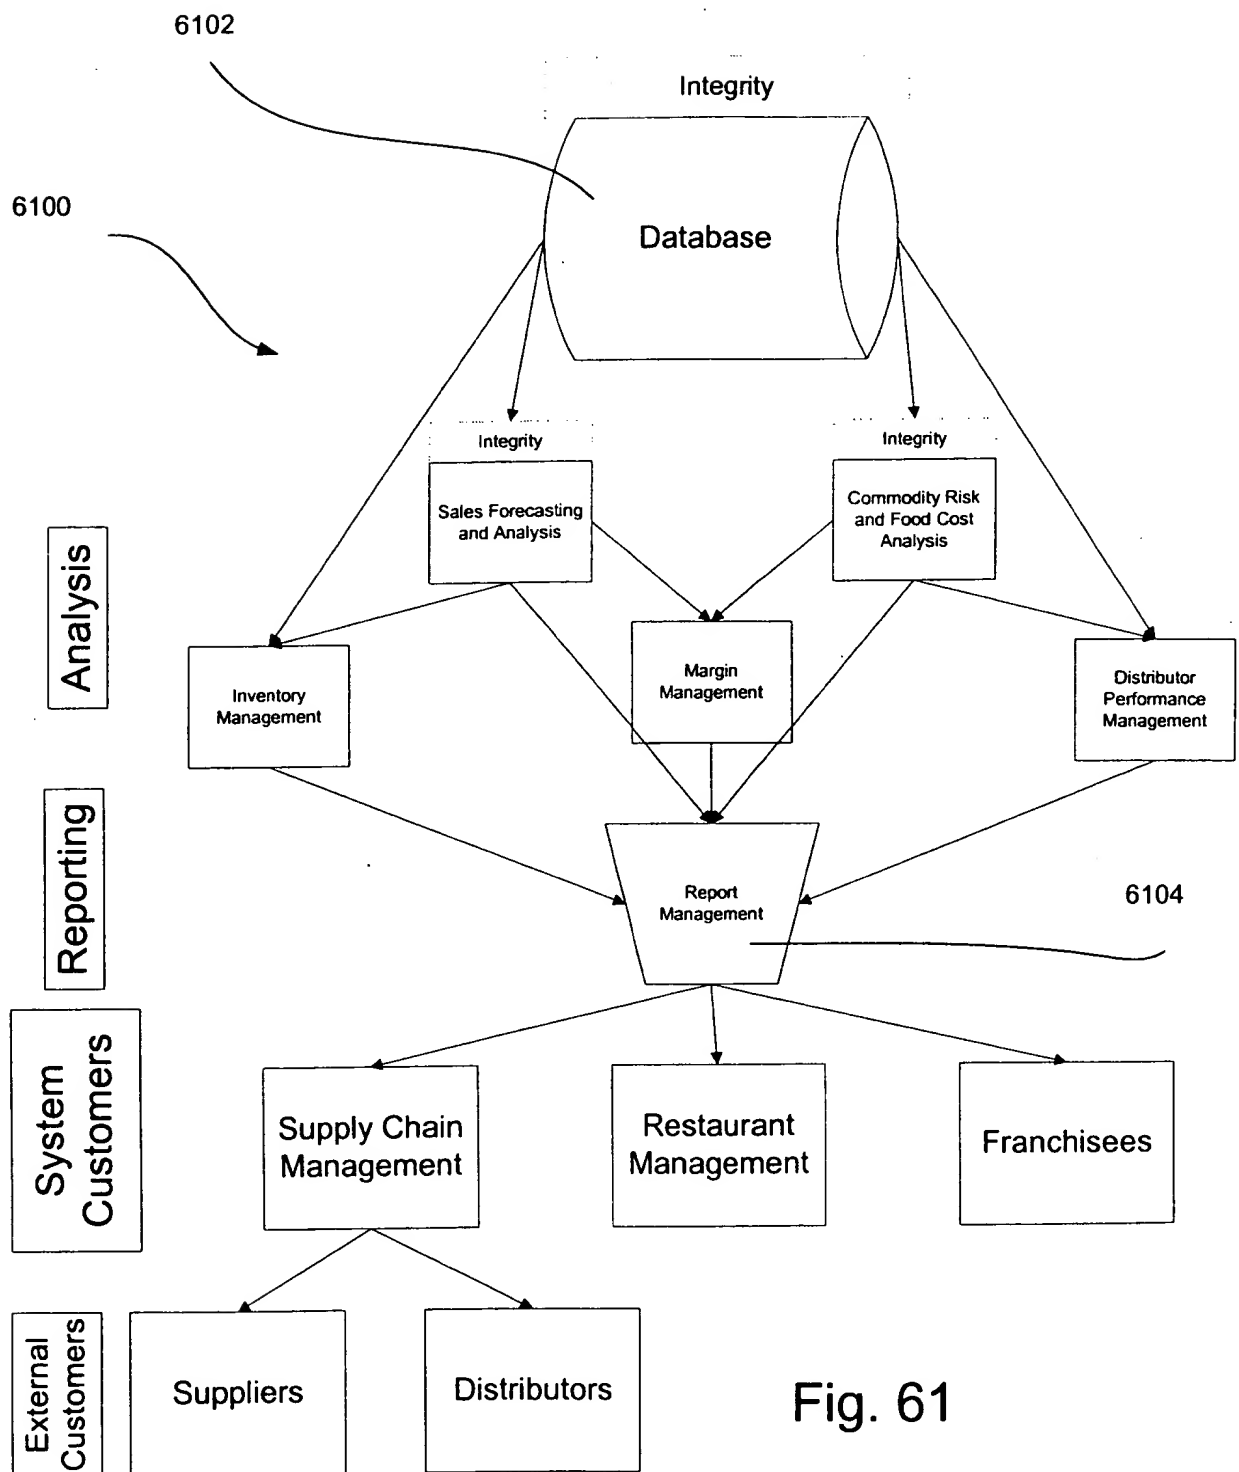 6102
Integrity
6100
Database
Integrity
Integrity
Sales Forecasting
and Analysis
Commodity Risk
and Food Cost
Analysis
Analysis
Inventory
Management
Margin
Management
Distributor
Performance
Management
Reporting
Report
Management
6104
System
Customers
Supply Chain
Management
Restaurant
Management
Franchisees
External
Customers
Suppliers
Distributors
Fig. 61